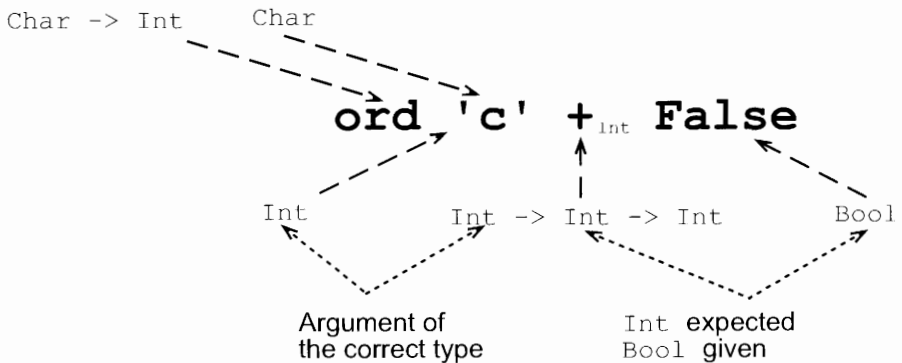 Char -> Int
Char
ord 'c' +Int False
Int
Int -> Int -> Int
Bool
Argument of
the correct type
Int expected
Bool given